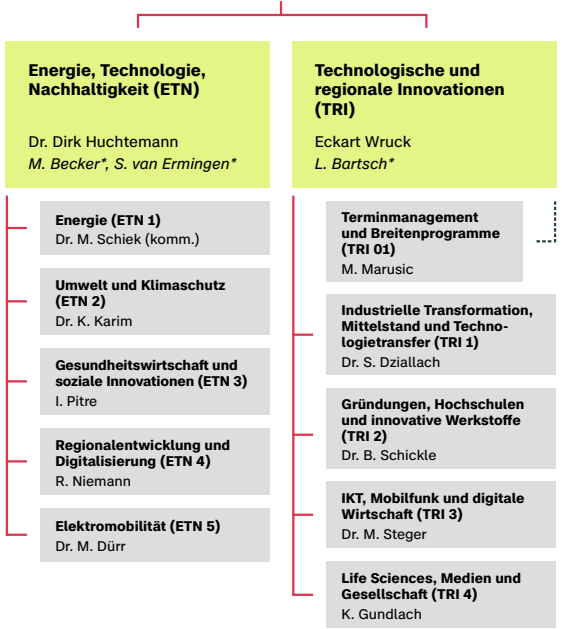 Energie, Technologie,
Nachhaltigkeit (ETN)
Dr. Dirk Huchtemann
M. Becker*, S. van Ermingen*
Energie (ETN 1)
Dr. M. Schiek (komm.)
Umwelt und Klimaschutz
(ETN 2)
Dr. K. Karim
Gesundheitswirtschaft und
soziale Innovationen (ETN 3)
I. Pitre
Regionalentwicklung und
Digitalisierung (ETN 4)
R. Niemann
Elektromobilität (ETN 5)
Dr. M. Dürr
Technologische und
regionale Innovationen
(TRI)
Eckart Wruck
L. Bartsch*
Terminmanagement
und Breitenprogramme
(TRI 01)
M. Marusic
Industrielle Transformation,
Mittelstand und Techno-
logietransfer (TRI 1)
Dr. S. Dziallach
Gründungen, Hochschulen
und innovative Werkstoffe
(TRI 2)
Dr. B. Schickle
IKT, Mobilfunk und digitale
Wirtschaft (TRI 3)
Dr. M. Steger
Life Sciences, Medien und
Gesellschaft (TRI 4)
K. Gundlach